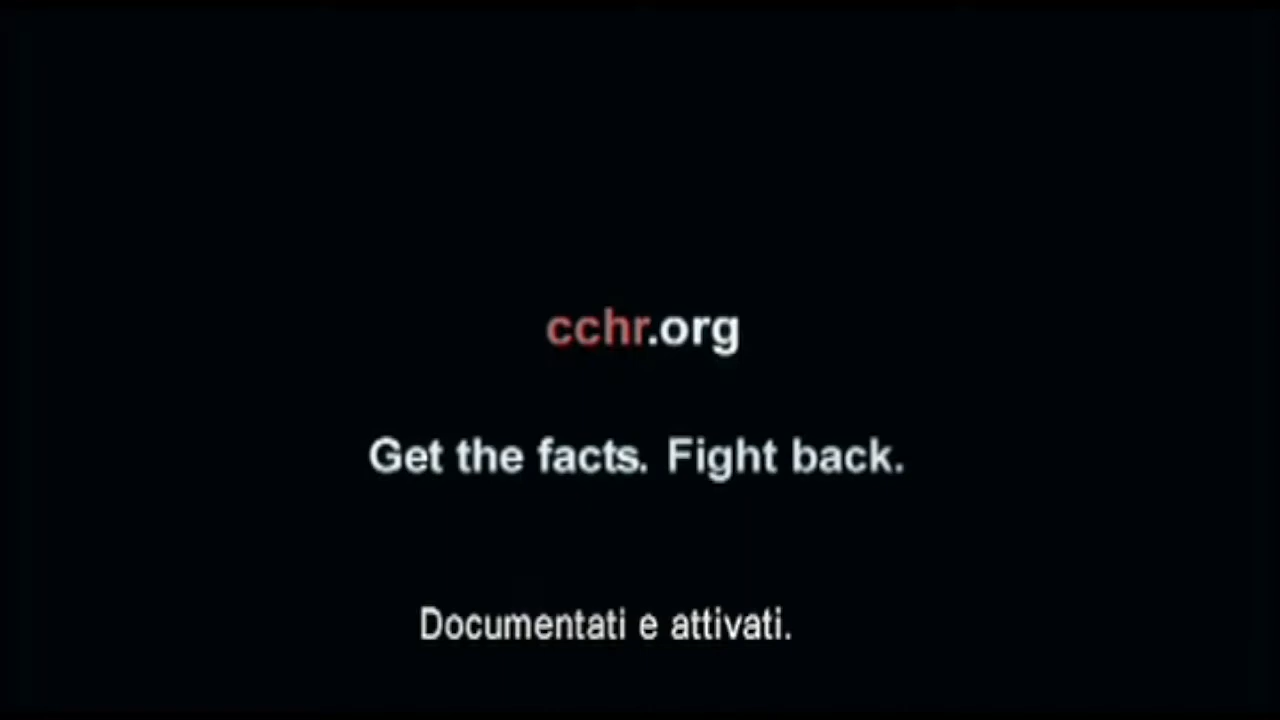 cchr.org
Get the facts. Fight back.
Documentati e attivati.